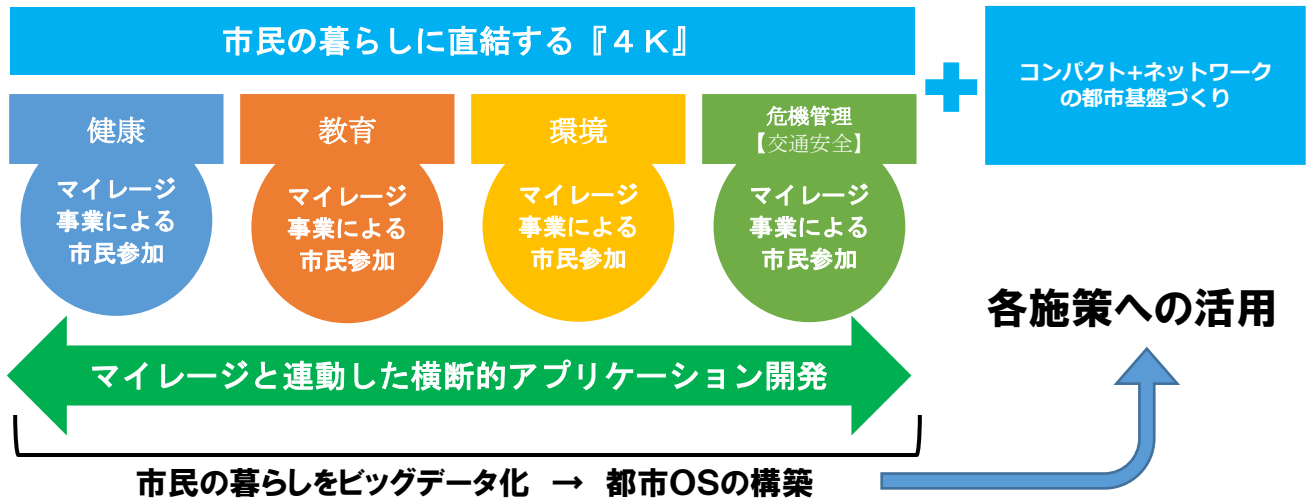 市民の暮らしに直結する『４Ｋ』
コンパクト+ネットワーク
の都市基盤づくり
健康
教育
環境
危機管理
【交通安全】
マイレージ
事業による
市民参加
マイレージ
事業による
市民参加
マイレージ
事業による
市民参加
マイレージ
事業による
市民参加
各施策への活用
マイレージと連動した横断的アプリケーション開発
市民の暮らしをビッグデータ化 → 都市OSの構築